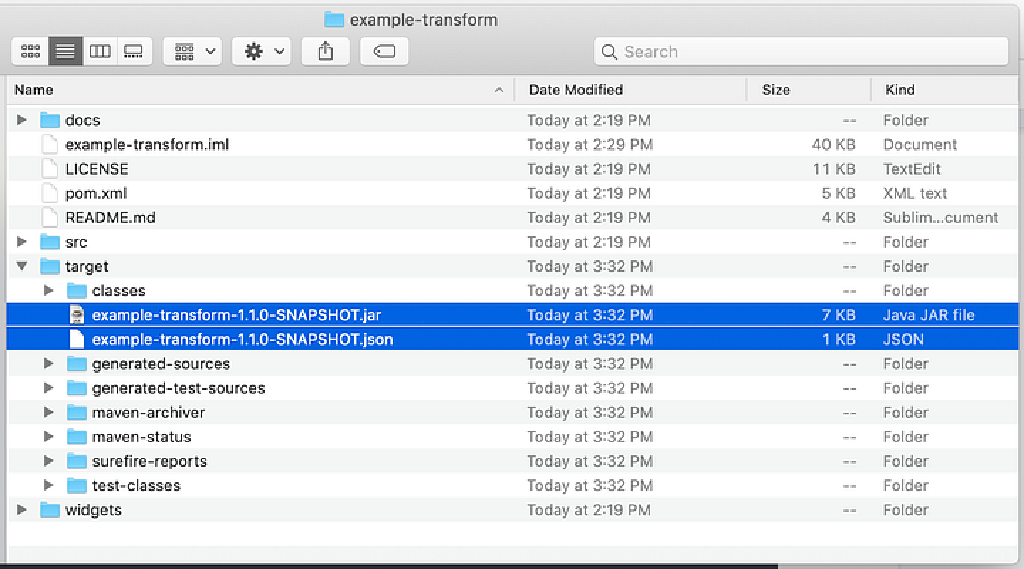 example-transform
Search
Name Date Modified Size Kind
docs Today at 2:19 PM -- Folder
example-transform.iml Today at 2:29 PM 40 KB Document
LICENSE Today at 2:19 PM 11 KB TextEdit
pom.xml Today at 2:19 PM 5 KB XML text
README.md Today at 2:19 PM 4 KB Sublim...cument
src Today at 2:19 PM -- Folder
target Today at 3:32 PM -- Folder
classes Today at 3:32 PM -- Folder
example-transform-1.1.0-SNAPSHOT.jar Today at 3:32 PM 7 KB Java JAR file
example-transform-1.1.0-SNAPSHOT.json Today at 3:32 PM 1 KB JSON
generated-sources Today at 3:32 PM -- Folder
generated-test-sources Today at 3:32 PM -- Folder
maven-archiver Today at 3:32 PM -- Folder
maven-status Today at 3:32 PM -- Folder
surefire-reports Today at 3:32 PM -- Folder
test-classes Today at 3:32 PM -- Folder
widgets Today at 2:19 PM -- Folder